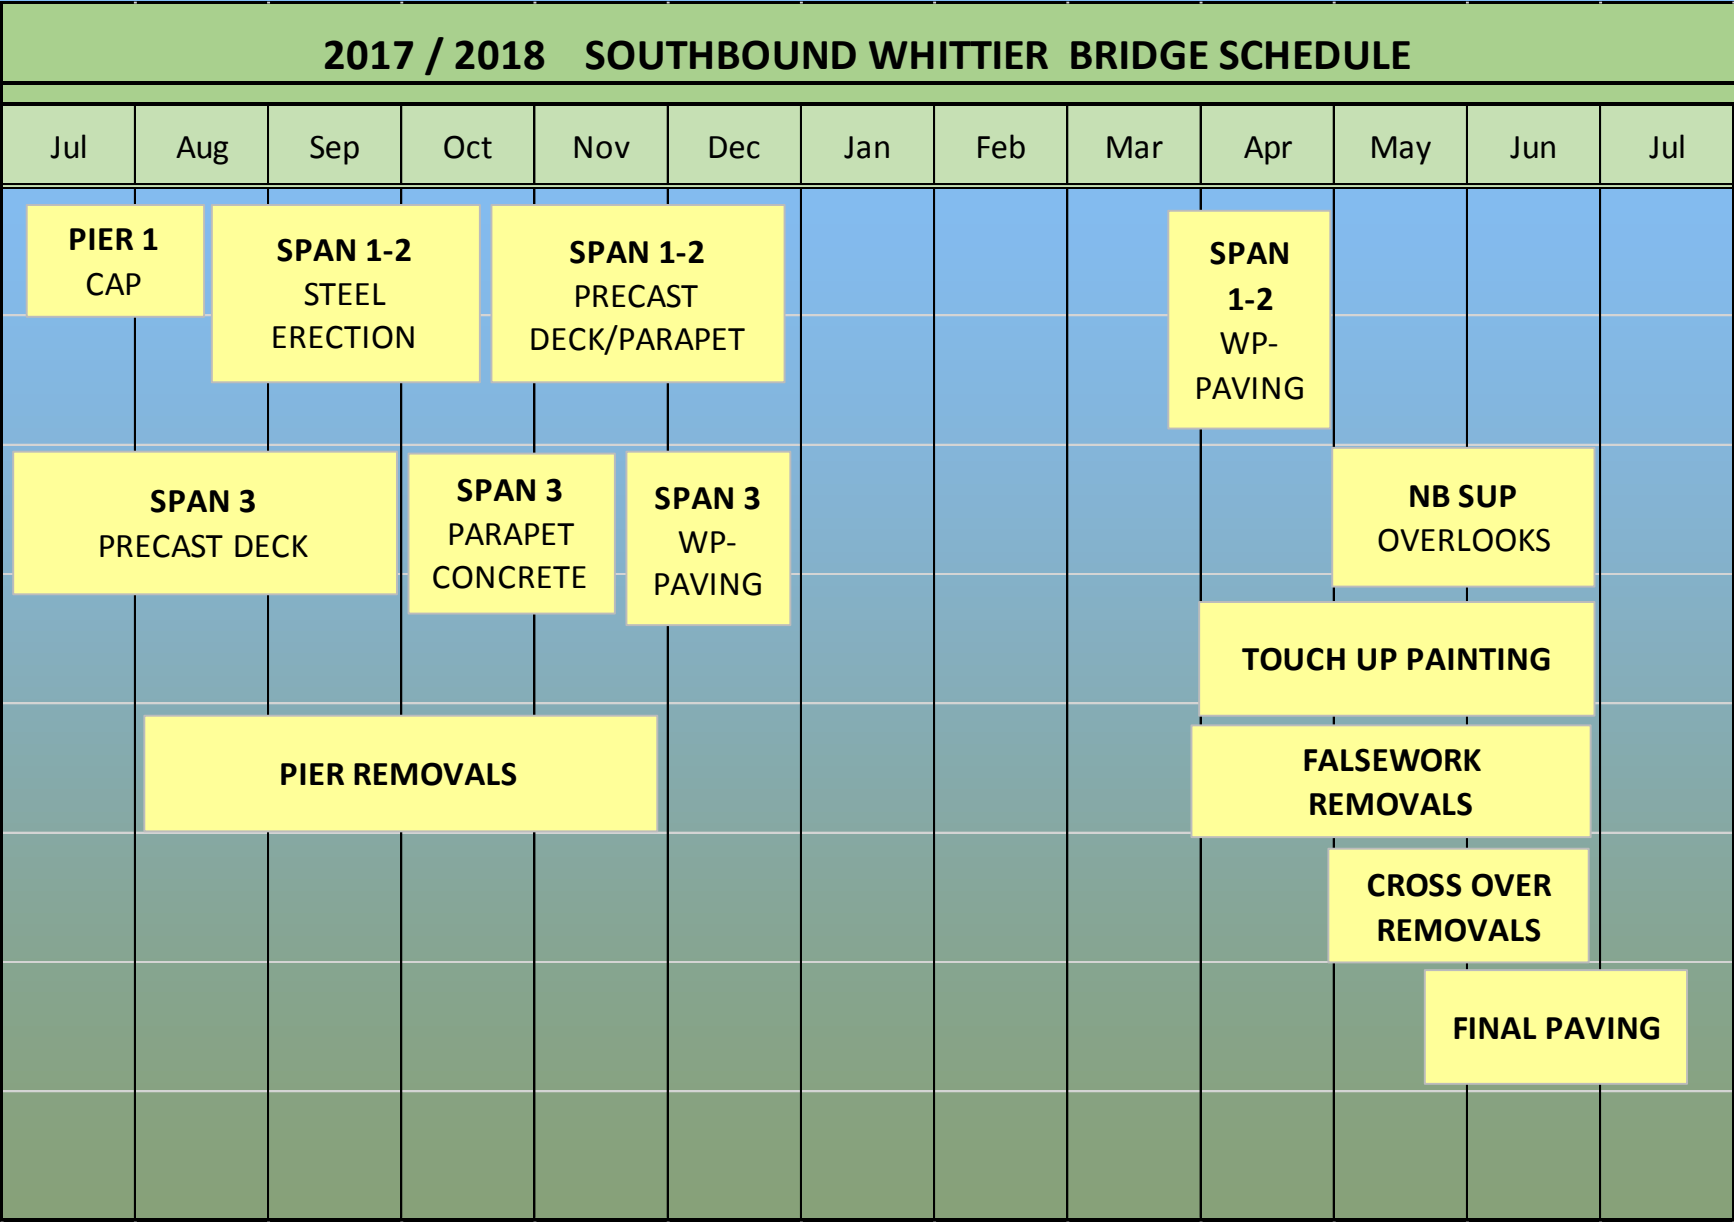 2017 / 2018 SOUTHBOUND WHITTIER BRIDGE SCHEDULE
Jul Aug Sep Oct Nov Dec Jan Feb Mar Apr May Jun Jul
PIER 1
CAP
SPAN 1-2
STEEL
ERECTION
SPAN 1-2
PRECAST
DECK/PARAPET
SPAN
1-2
WP-
PAVING
SPAN 3
PRECAST DECK
SPAN 3
PARAPET
CONCRETE
SPAN 3
WP-
PAVING
NB SUP
OVERLOOKS
TOUCH UP PAINTING
PIER REMOVALS
FALSEWORK
REMOVALS
CROSS OVER
REMOVALS
FINAL PAVING